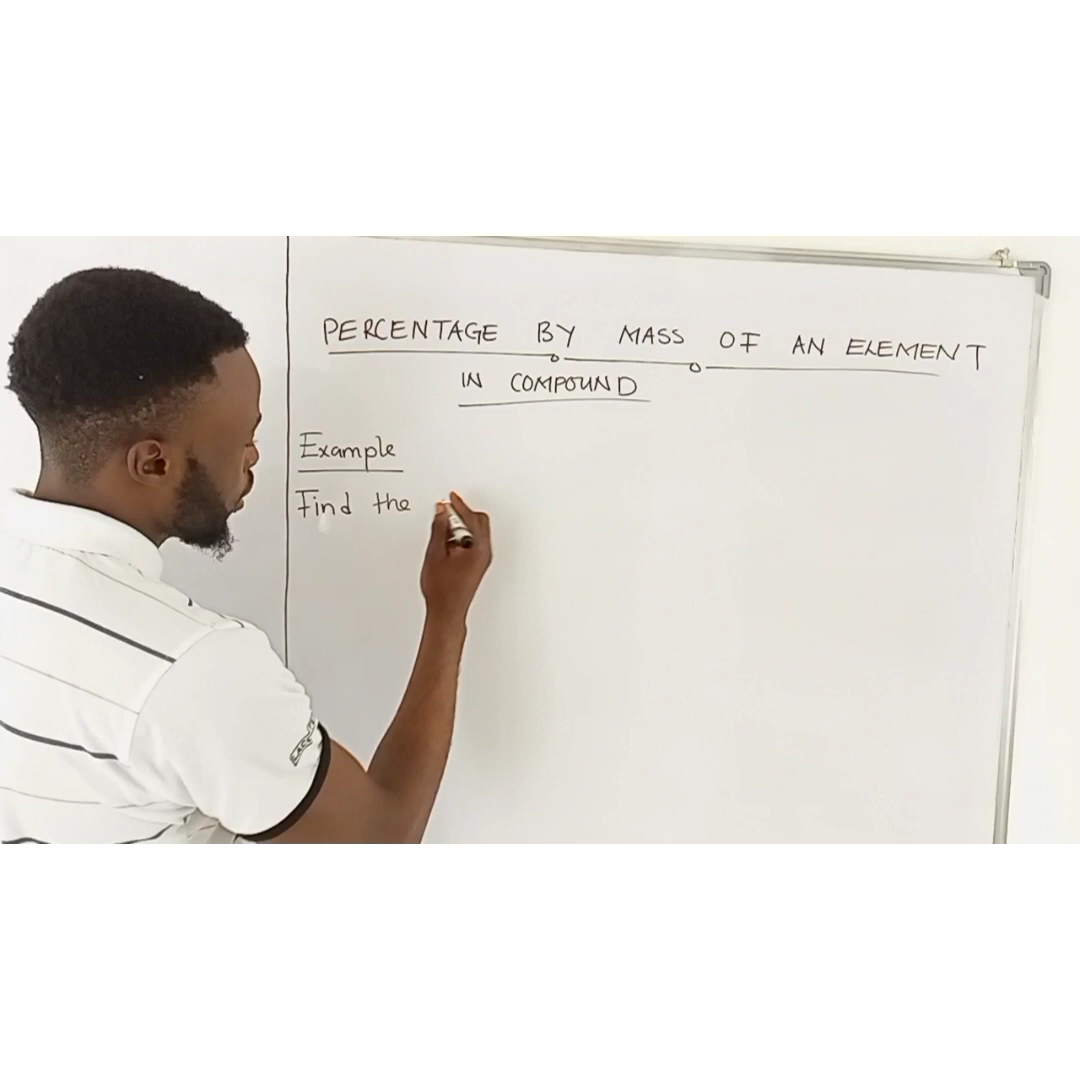 PERCENTAGE BY MASS OF AN ELEMENT
IN COMPOUND
Example
Find the